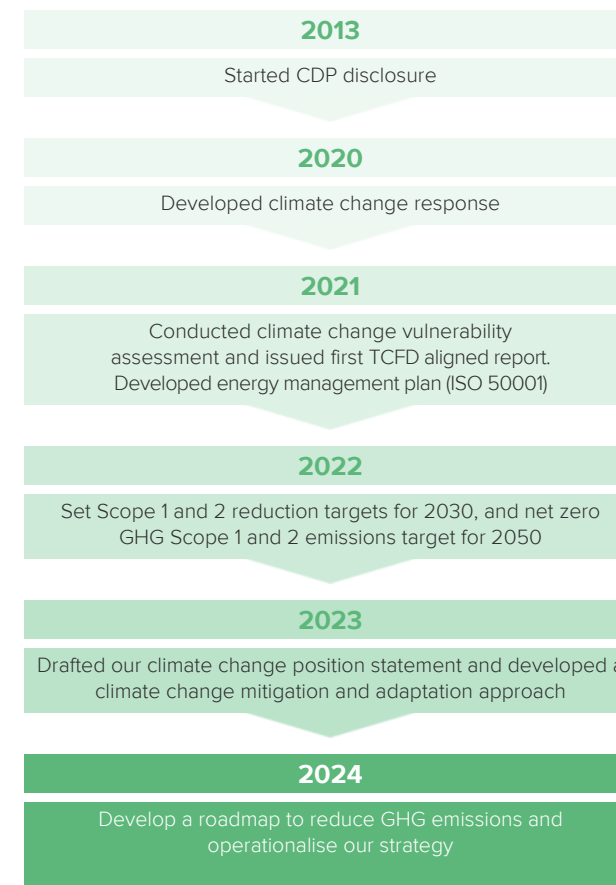 2013
Started CDP disclosure
2020
Developed climate change response
2021
Conducted climate change vulnerability
assessment and issued first TCFD aligned report.
Developed energy management plan (ISO 50001)
2022
Set Scope 1 and 2 reduction targets for 2030, and net zero
GHG Scope 1 and 2 emissions target for 2050
2023
Drafted our climate change position statement and developed a
climate change mitigation and adaptation approach
2024
Develop a roadmap to reduce GHG emissions and
operationalise our strategy